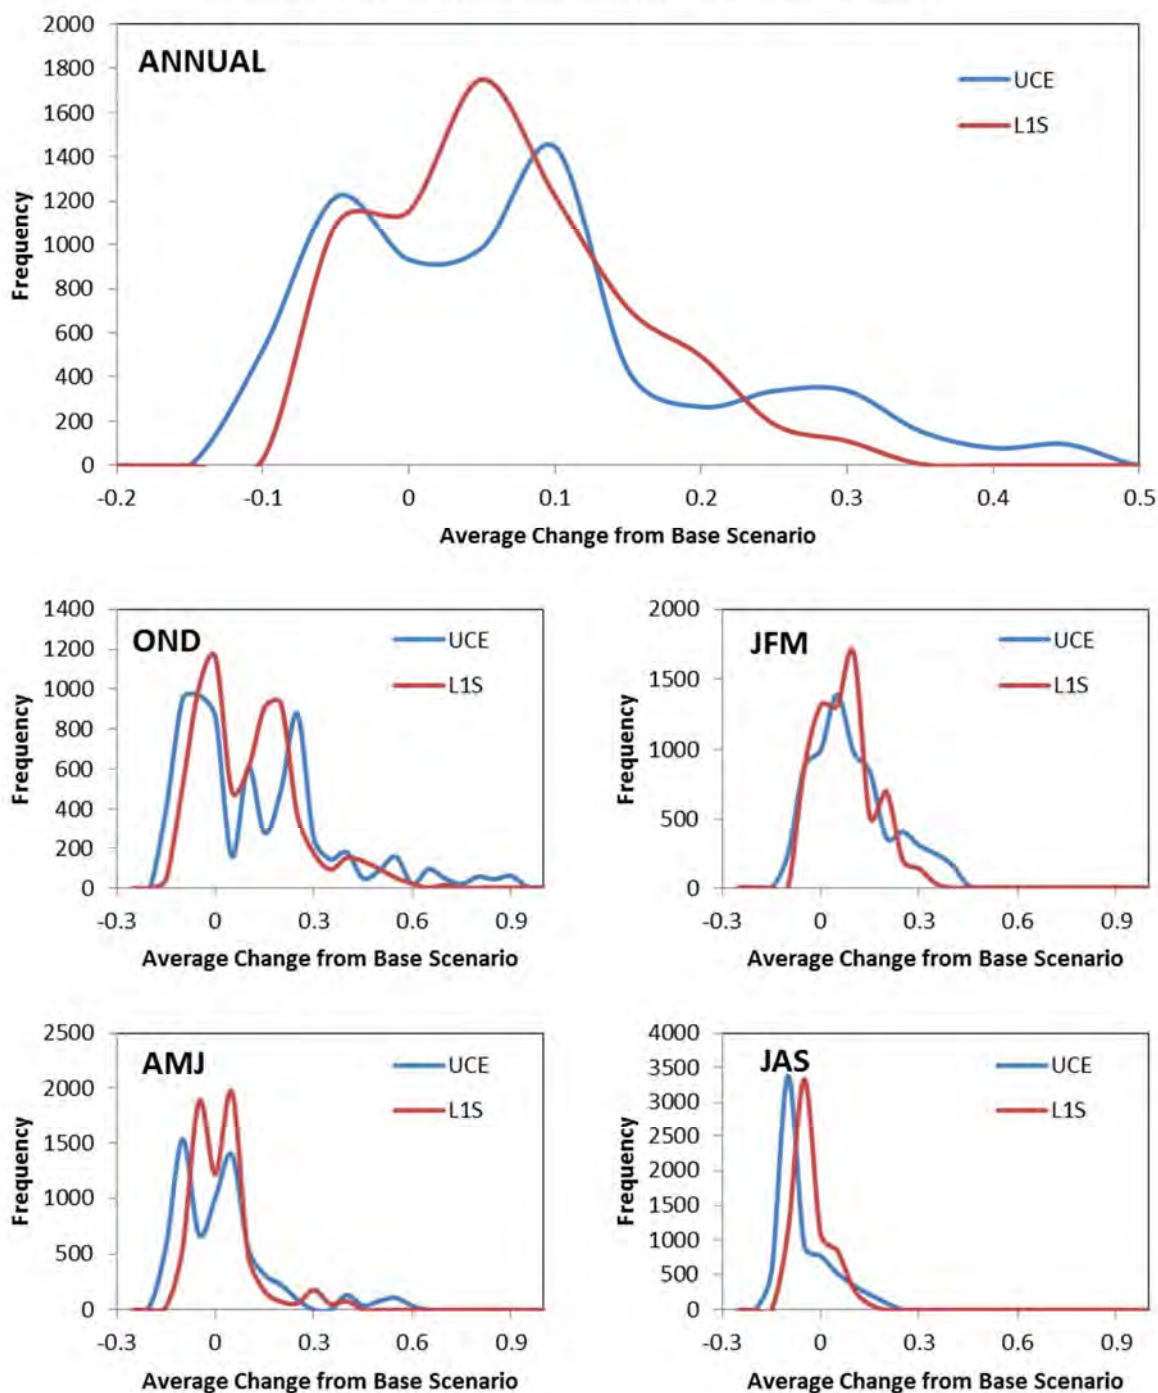 2000
1800
1600
1400
1200
1000
800
600
400
200
0
Frequency
ANNUAL
UCE
L1S
-0.2 -0.1 0 0.1 0.2 0.3 0.4 0.5
Average Change from Base Scenario
1400
1200
1000
800
600
400
200
0
Frequency
OND
UCE
L1S
-0.3 0 0.3 0.6 0.9
Average Change from Base Scenario
2000
1500
1000
500
0
Frequency
JFM
UCE
L1S
-0.3 0 0.3 0.6 0.9
Average Change from Base Scenario
2500
2000
1500
1000
500
0
Frequency
AMJ
UCE
L1S
-0.3 0 0.3 0.6 0.9
Average Change from Base Scenario
4000
3500
3000
2500
2000
1500
1000
500
0
Frequency
JAS
UCE
L1S
-0.3 0 0.3 0.6 0.9
Average Change from Base Scenario